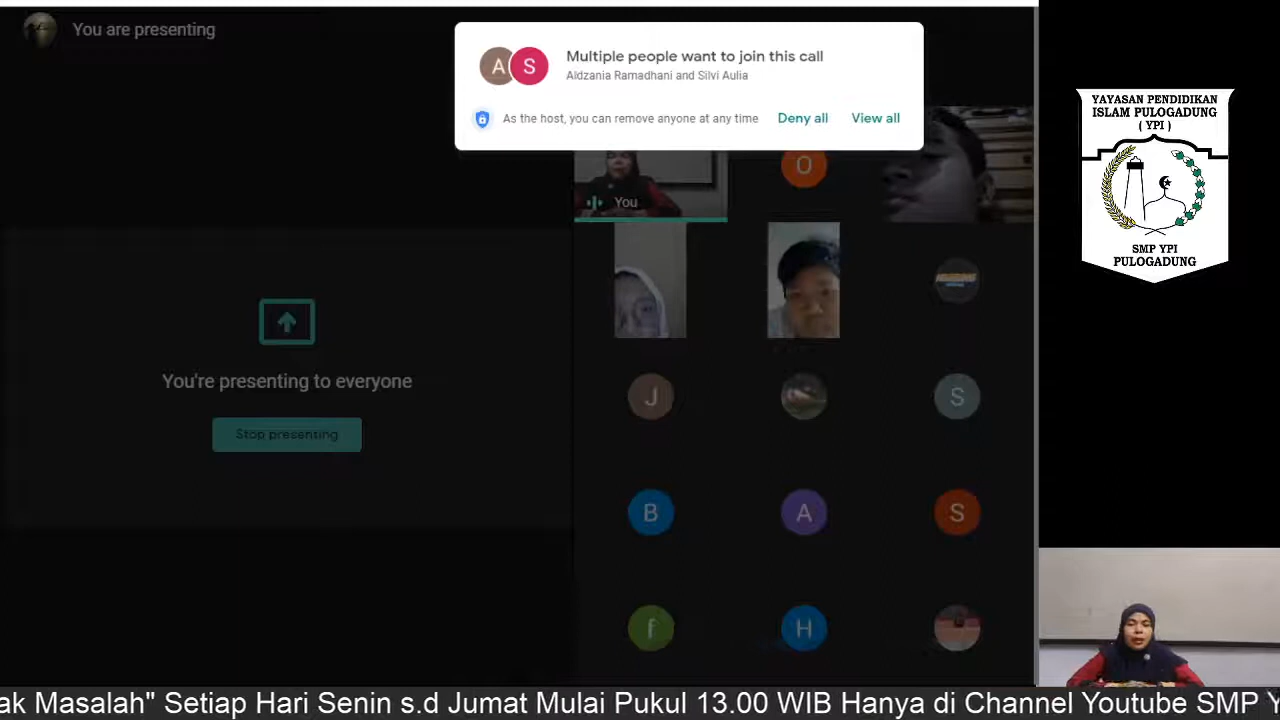 You are presenting
Multiple people want to join this call
Aldzania Ramadhani and Silvi Aulia
As the host, you can remove anyone at any time
Deny all
View all
A
S
YAYASAN PENDIDIKAN
ISLAM PULOGADUNG
( YPI )
SMP YPI
PULOGADUNG
You
O
You're presenting to everyone
Stop presenting
J
S
B
A
S
f
H
ak Masalah" Setiap Hari Senin s.d Jumat Mulai Pukul 13.00 WIB Hanya di Channel Youtube SMP Y